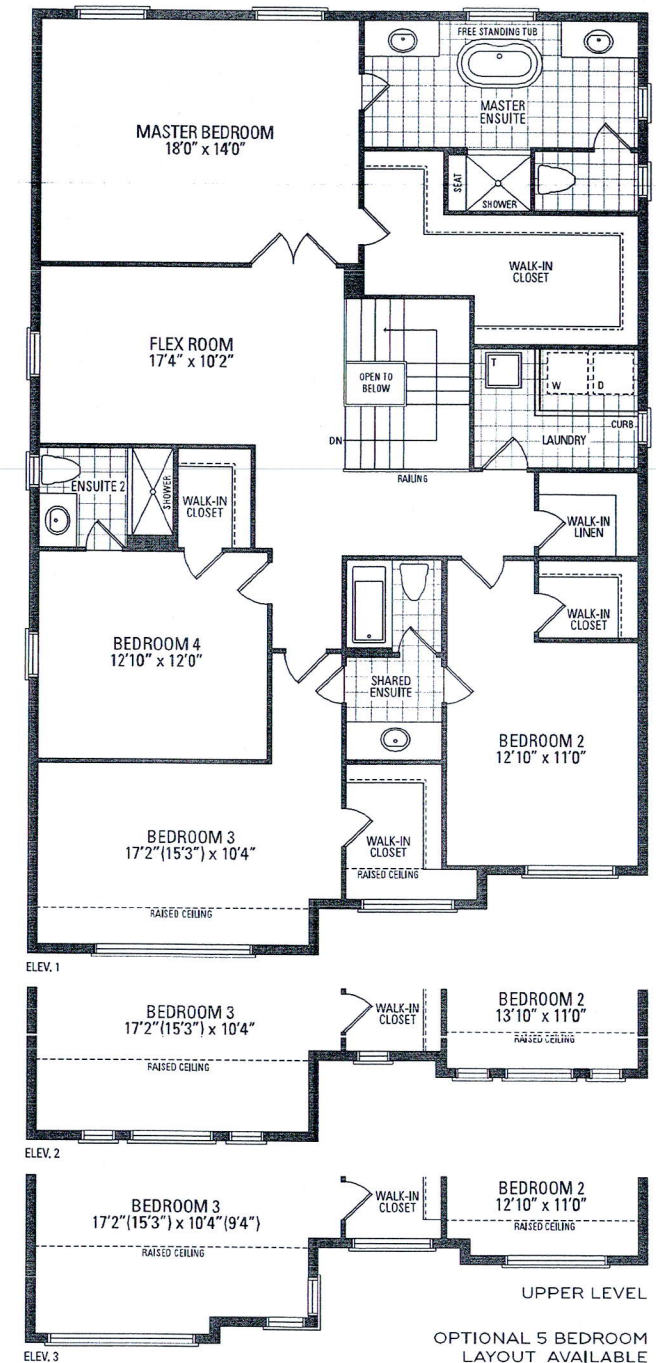 FREE STANDING TUB
MASTER
ENSUITE
MASTER BEDROOM
18'0" x 14'0"
SEAT
SHOWER
WALK-IN
CLOSET
FLEX ROOM
17'4" x 10'2"
OPEN TO
BELOW
T
W
D
CURB
LAUNDRY
DN
RAILING
ENSUITE 2
SHOWER
WALK-IN
CLOSET
WALK-IN
LINEN
WALK-IN
CLOSET
BEDROOM 4
12'10" x 12'0"
SHARED
ENSUITE
BEDROOM 2
12'10" x 11'0"
BEDROOM 3
17'2"(15'3") x 10'4"
WALK-IN
CLOSET
RAISED CEILING
RAISED CEILING
ELEV. 1
BEDROOM 3
17'2"(15'3") x 10'4"
RAISED CEILING
WALK-IN
CLOSET
BEDROOM 2
13'10" x 11'0"
RAISED CEILING
ELEV. 2
BEDROOM 3
17'2"(15'3") x 10'4"(9'4")
RAISED CEILING
WALK-IN
CLOSET
BEDROOM 2
12'10" x 11'0"
RAISED CEILING
ELEV. 3
UPPER LEVEL
OPTIONAL 5 BEDROOM
LAYOUT AVAILABLE